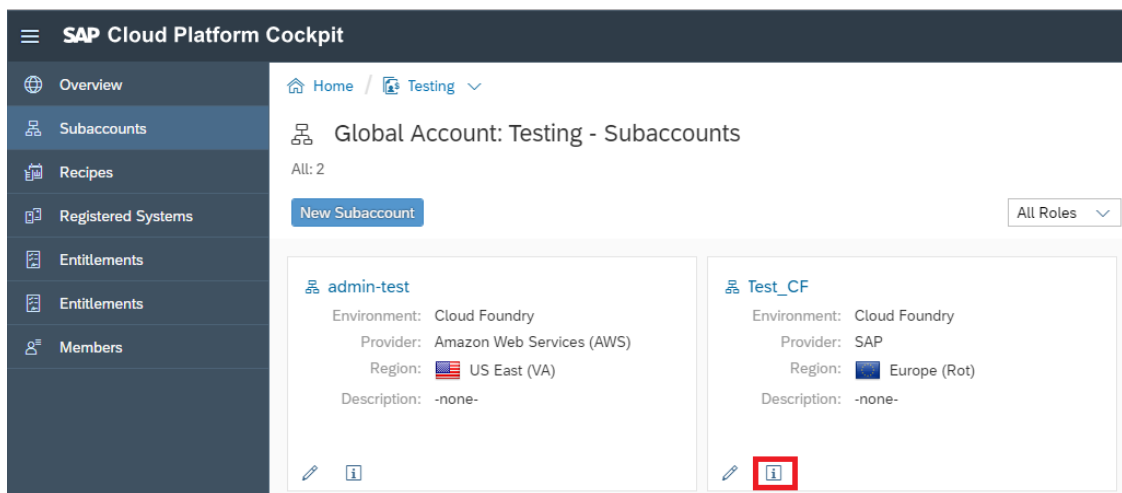 SAP Cloud Platform Cockpit
Overview
Subaccounts
Recipes
Registered Systems
Entitlements
Entitlements
Members
Home / Testing
Global Account: Testing - Subaccounts
All: 2
New Subaccount
All Roles
admin-test
Environment: Cloud Foundry
Provider: Amazon Web Services (AWS)
Region: US East (VA)
Description: -none-
Test_CF
Environment: Cloud Foundry
Provider: SAP
Region: Europe (Rot)
Description: -none-